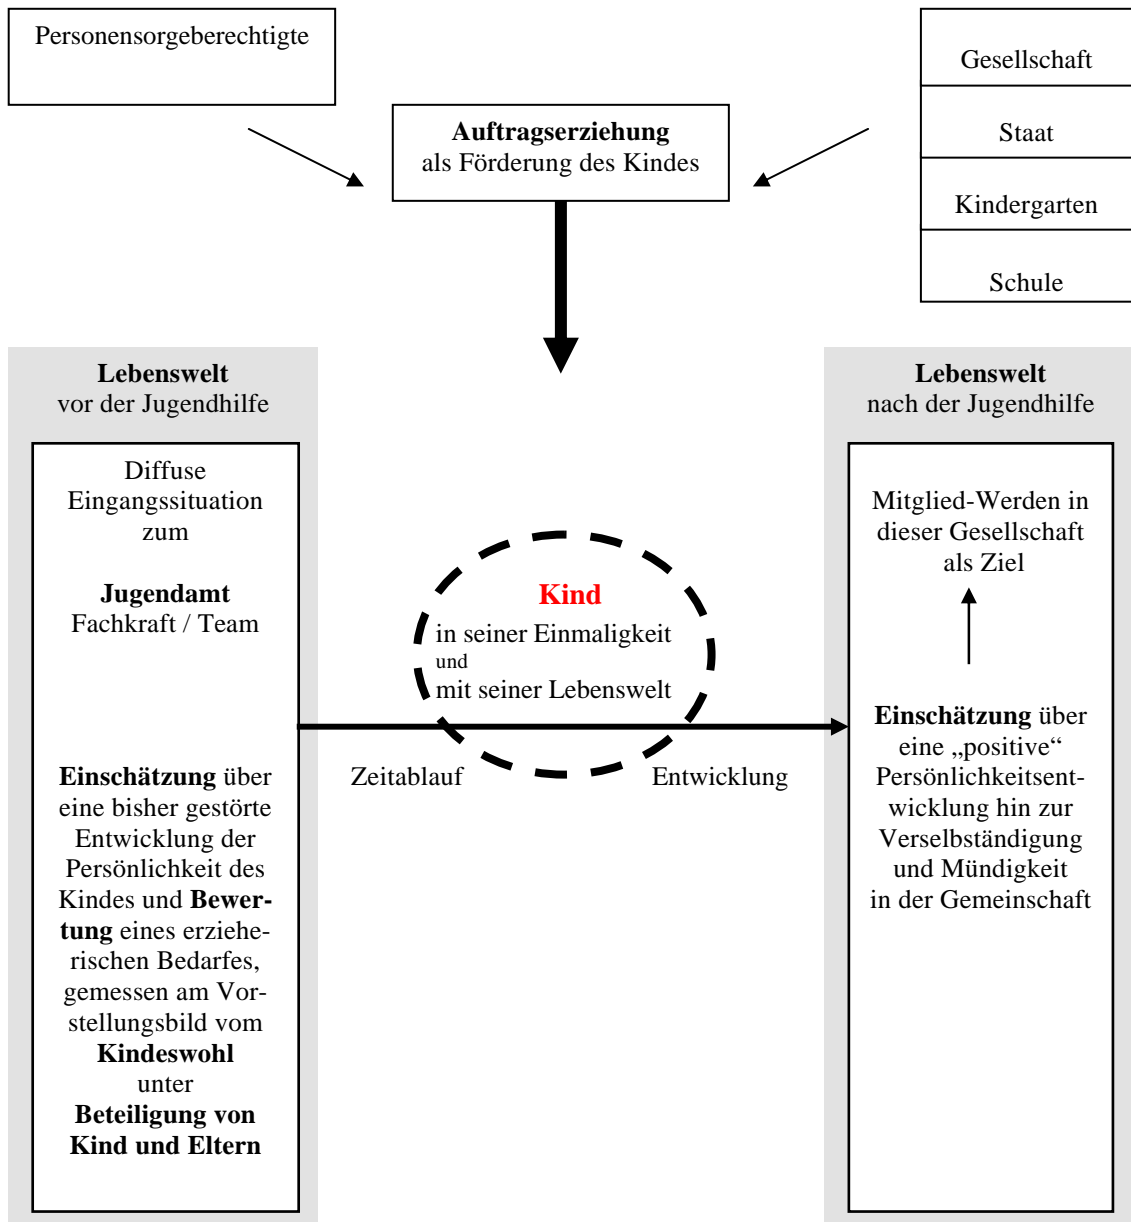 Personensorgeberechtigte
Auftragserziehung
als Förderung des Kindes
Gesellschaft
Staat
Kindergarten
Schule
Lebenswelt
vor der Jugendhilfe
Diffuse
Eingangssituation
zum
Jugendamt
Fachkraft / Team
Einschätzung über
eine bisher gestörte
Entwicklung der
Persönlichkeit des
Kindes und Bewer-
tung eines erziehe-
rischen Bedarfes,
gemessen am Vor-
stellungsbild vom
Kindeswohl
unter
Beteiligung von
Kind und Eltern
Kind
in seiner Einmaligkeit
und
mit seiner Lebenswelt
Zeitablauf
Entwicklung
Lebenswelt
nach der Jugendhilfe
Mitglied-Werden in
dieser Gesellschaft
als Ziel
Einschätzung über
eine „positive“
Persönlichkeitsent-
wicklung hin zur
Verselbständigung
und Mündigkeit
in der Gemeinschaft